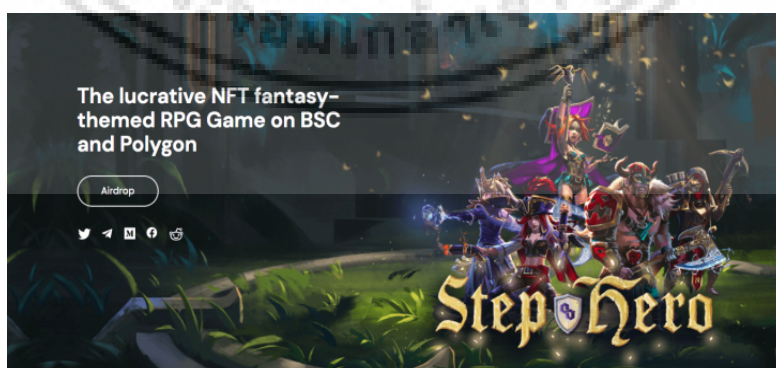 The lucrative NFT fantasy-
themed RPG Game on BSC
and Polygon
Airdrop
Step Hero